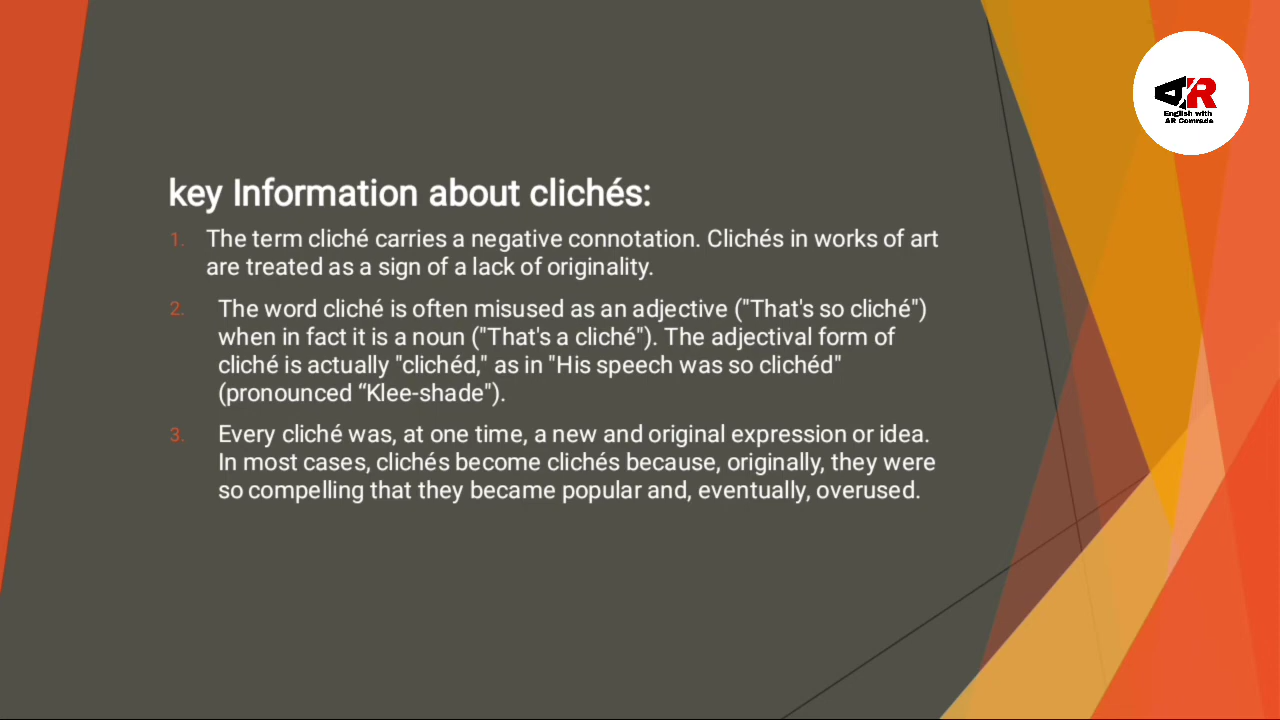 AR
English with
AR Comrade
key Information about clichés:
1. The term cliché carries a negative connotation. Clichés in works of art
are treated as a sign of a lack of originality.
2. The word cliché is often misused as an adjective ("That's so cliché")
when in fact it is a noun ("That's a cliché"). The adjectival form of
cliché is actually "clichéd," as in "His speech was so clichéd"
(pronounced “Klee-shade").
3. Every cliché was, at one time, a new and original expression or idea.
In most cases, clichés become clichés because, originally, they were
so compelling that they became popular and, eventually, overused.